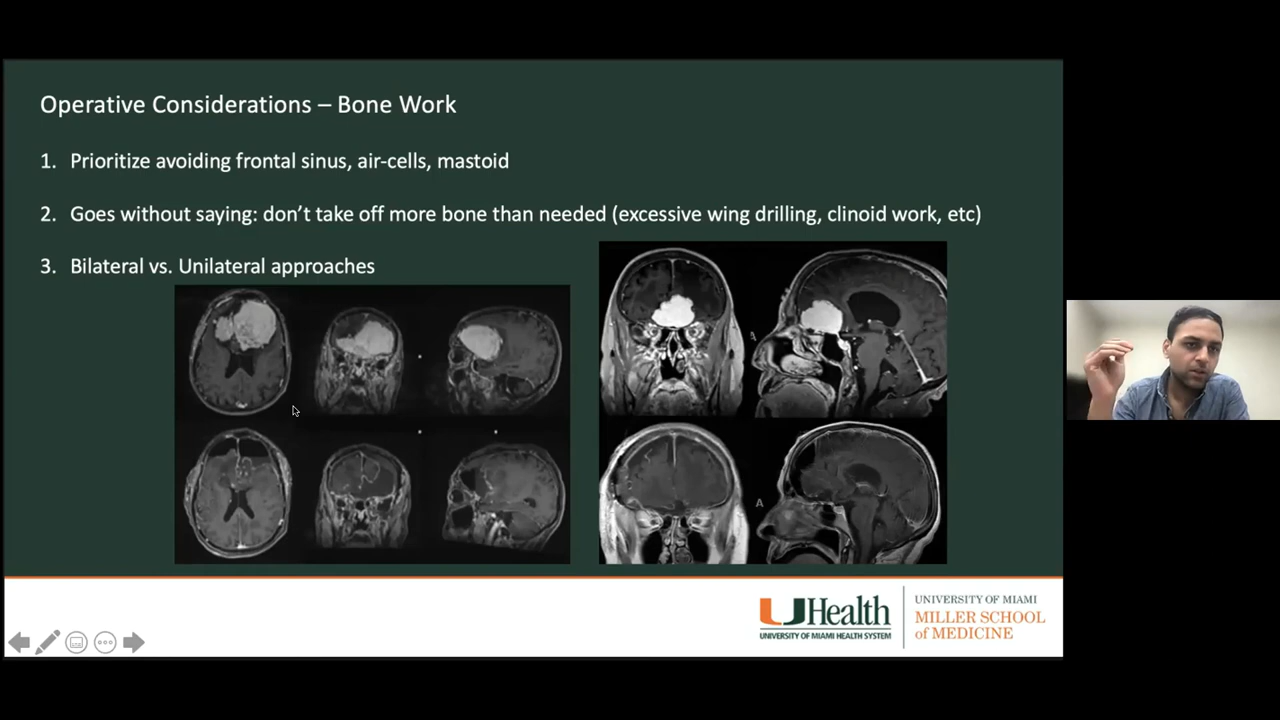 Operative Considerations – Bone Work
1. Prioritize avoiding frontal sinus, air-cells, mastoid
2. Goes without saying: don’t take off more bone than needed (excessive wing drilling, clinoid work, etc)
3. Bilateral vs. Unilateral approaches
A
A
UHealth
UNIVERSITY OF MIAMI HEALTH SYSTEM
UNIVERSITY OF MIAMI
MILLER SCHOOL
of MEDICINE